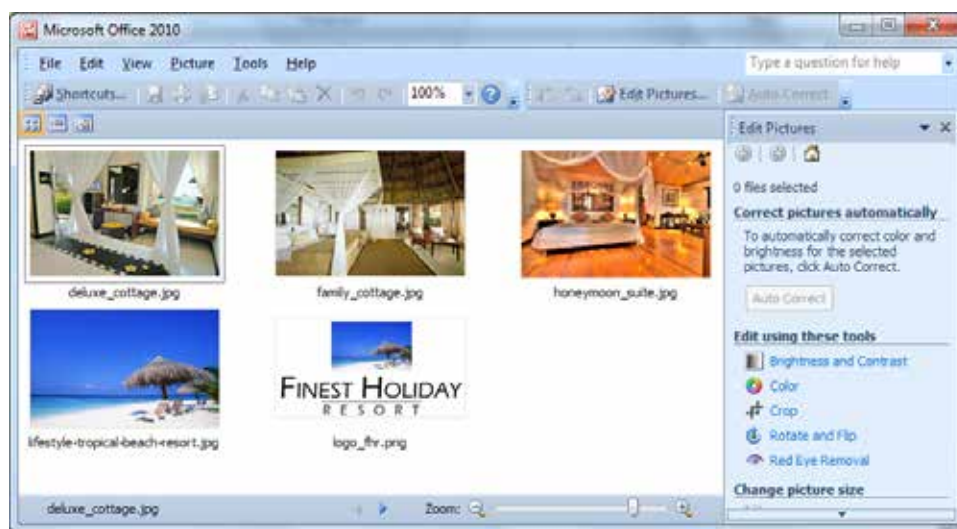 Microsoft Office 2010
File Edit View Picture Tools Help
Type a question for help
Shortcuts... 100% Edit Pictures... Auto Correct
Edit Pictures
0 files selected
Correct pictures automatically
To automatically correct color and
brightness for the selected
pictures, click Auto Correct.
Auto Correct
Edit using these tools
Brightness and Contrast
Color
Crop
Rotate and Flip
Red Eye Removal
Change picture size
deluxe_cottage.jpg
family_cottage.jpg
honeymoon_suite.jpg
FINEST HOLIDAY
RESORT
lifestyle-tropical-beach-resort.jpg
logo_fhr.png
deluxe_cottage.jpg
Zoom: